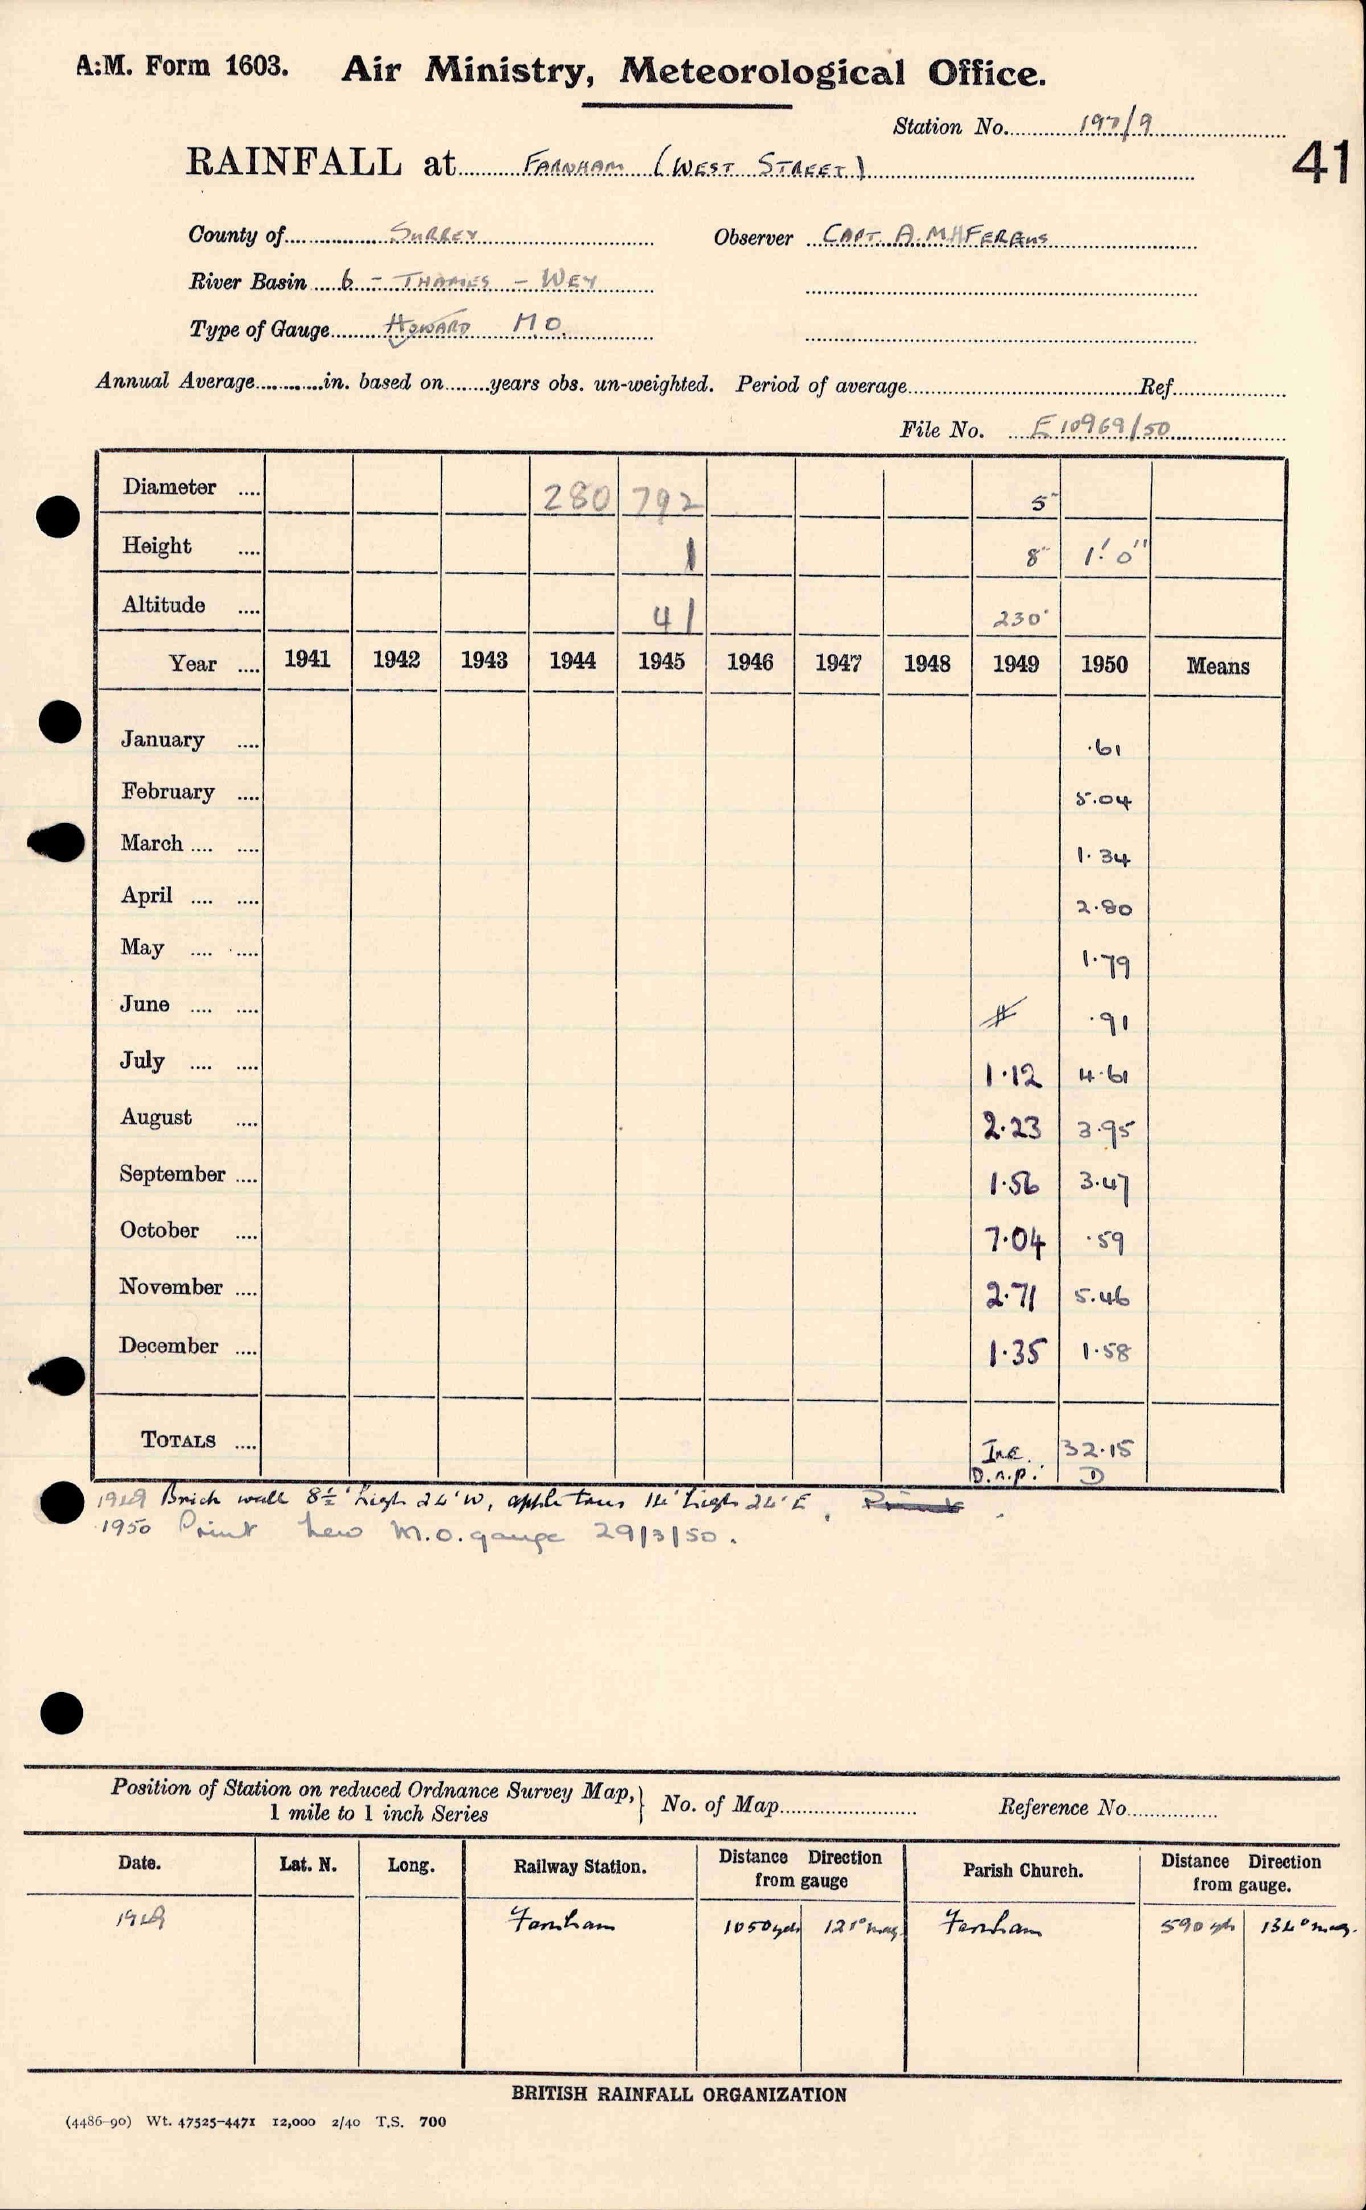 A:M. Form 1603. Air Ministry, Meteorological Office.
Station No. 197/9
41
RAINFALL at FARNHAM (WEST STREET)
County of SURREY Observer CAPT. A. M. H. FERGUS
River Basin 6 - THAMES - WEY
Type of Gauge HOWARD M.O.
Annual Average in. based on years obs. un-weighted. Period of average Ref
File No. E 10969/50
Diameter 280 792 5"
Height 1 8" 1' 0"
Altitude 41 230'
Year 1941 1942 1943 1944 1945 1946 1947 1948 1949 1950 Means
January .61
February 5.04
March 1.34
April 2.80
May 1.79
June .91
July 1.12 4.61
August 2.23 3.95
September 1.56 3.47
October 7.04 .59
November 2.71 5.46
December 1.35 1.58
TOTALS Inc. 32.15
D.n.p. D
1949 Brick wall 8½' high 24' W, apple trees 14' high 24' E,
1950 Print New M.O. gauge 29/3/50.
Position of Station on reduced Ordnance Survey Map,
1 mile to 1 inch Series } No. of Map Reference No
Date. Lat. N. Long. Railway Station. Distance Direction from gauge Parish Church. Distance Direction from gauge.
1949 Farnham 1050 yds 121° mag. Farnham 590 yds 134° mag.
BRITISH RAINFALL ORGANIZATION
(4486-90) Wt. 47525-4471 12,000 2/40 T.S. 700